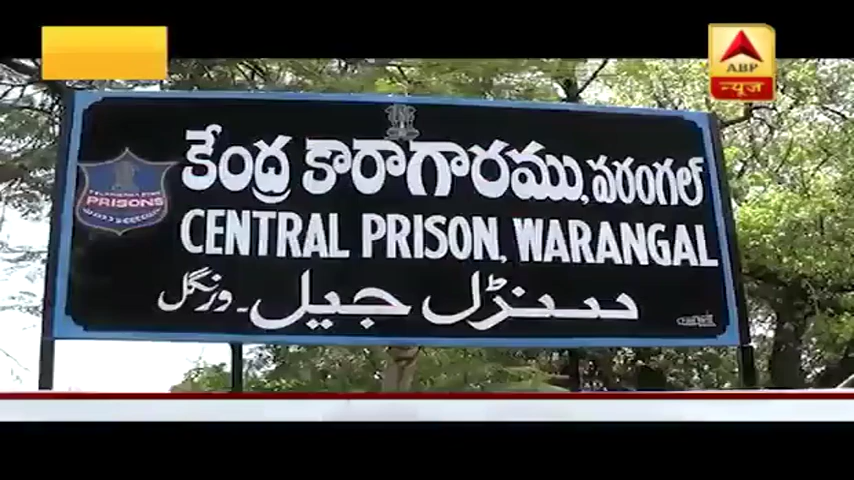 ABP
न्यूज़
కేంద్ర కారాగారము, వరంగల్
PRISONS
CENTRAL PRISON, WARANGAL
سنٹرل جیل۔ ورنگل